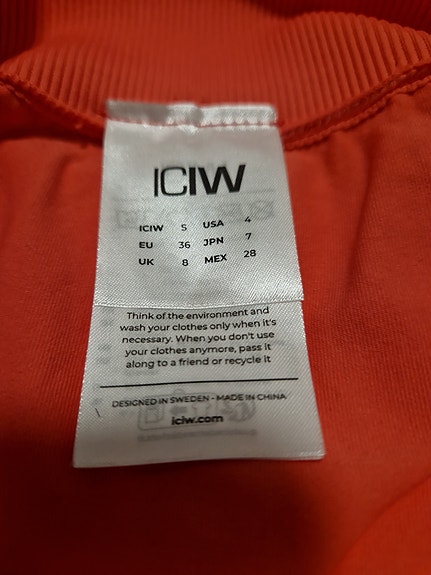 ICIW
ICIW S USA 4
EU 36 JPN 7
UK 8 MEX 28
Think of the environment and
wash your clothes only when it's
necessary. When you don't use
your clothes anymore, pass it
along to a friend or recycle it
DESIGNED IN SWEDEN - MADE IN CHINA
iciw.com